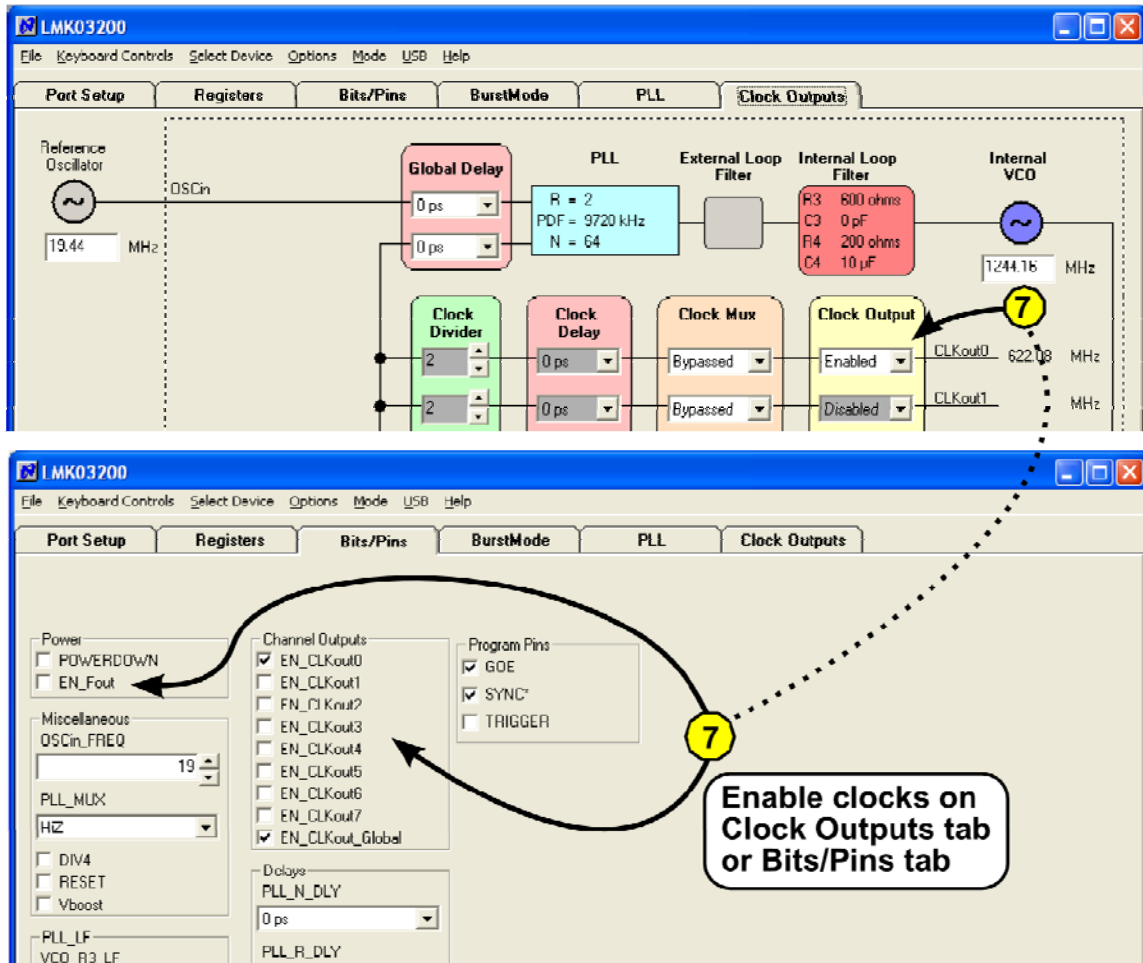 LMK03200
File Keyboard Controls Select Device Options Mode USB Help
Port Setup Registers Bits/Pins BurstMode PLL Clock Outputs
Reference
Oscillator
OSCin
19.44 MHz
Global Delay
0 ps
0 ps
PLL
R = 2
PDF = 9720 kHz
N = 64
External Loop
Filter
Internal Loop
Filter
R3 600 ohms
C3 0 pF
R4 200 ohms
C4 10 pF
Internal
VCO
1244.16 MHz
7
Clock
Divider
Clock
Delay
Clock Mux
Clock Output
2 0 ps Bypassed Enabled CLKout0 622.08 MHz
2 0 ps Bypassed Disabled CLKout1 MHz
LMK03200
File Keyboard Controls Select Device Options Mode USB Help
Port Setup Registers Bits/Pins BurstMode PLL Clock Outputs
Power
POWERDOWN
EN_Fout
Miscellaneous
OSCin_FREQ
19
PLL_MUX
HiZ
DIV4
RESET
Vboost
PLL_LF
VCO_R3_LF
Channel Outputs
EN_CLKout0
EN_CLKout1
EN_CLKout2
EN_CLKout3
EN_CLKout4
EN_CLKout5
EN_CLKout6
EN_CLKout7
EN_CLKout_Global
Delays
PLL_N_DLY
0 ps
PLL_R_DLY
Program Pins
GOE
SYNC*
TRIGGER
7
Enable clocks on
Clock Outputs tab
or Bits/Pins tab